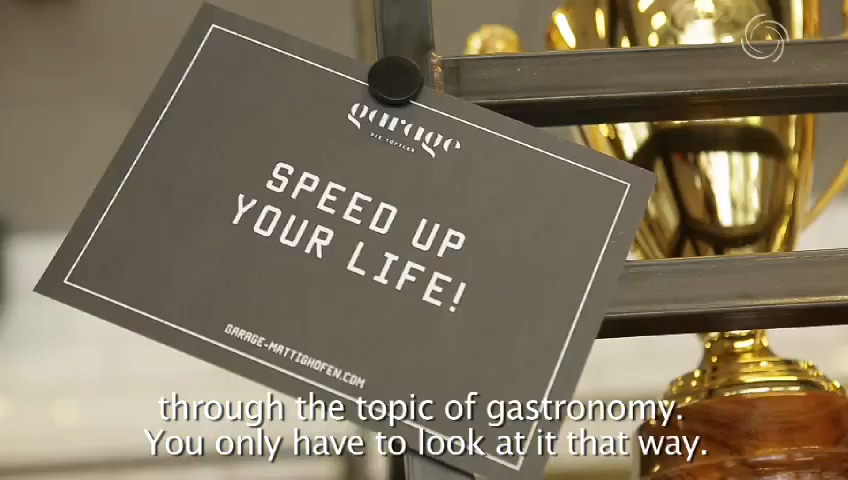 garage
DIE TOPTEES
SPEED UP
YOUR LIFE!
GARAGE-MATTIGHOFEN.COM
through the topic of gastronomy.
You only have to look at it that way.